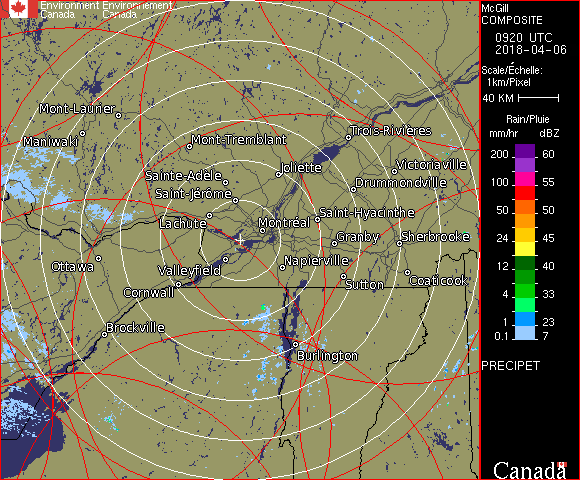 Environment Environnement
Canada Canada
McGill
COMPOSITE
0920 UTC
2018-04-06
Scale/Échelle:
1km/Pixel
40 KM
Rain/Pluie
mm/hr dBZ
200 60
100 55
50 50
24 45
12 40
4 33
1 23
0.1 7
PRECIPET
Canada
Mont-Laurier
Maniwaki
Mont-Tremblant
Trois-Rivières
Joliette
Victoriaville
Sainte-Adèle
Drummondville
Saint-Jérôme
Saint-Hyacinthe
Lachute
Montréal
Granby
Sherbrooke
Ottawa
Valleyfield
Napierville
Coaticook
Cornwall
Sutton
Brockville
Burlington